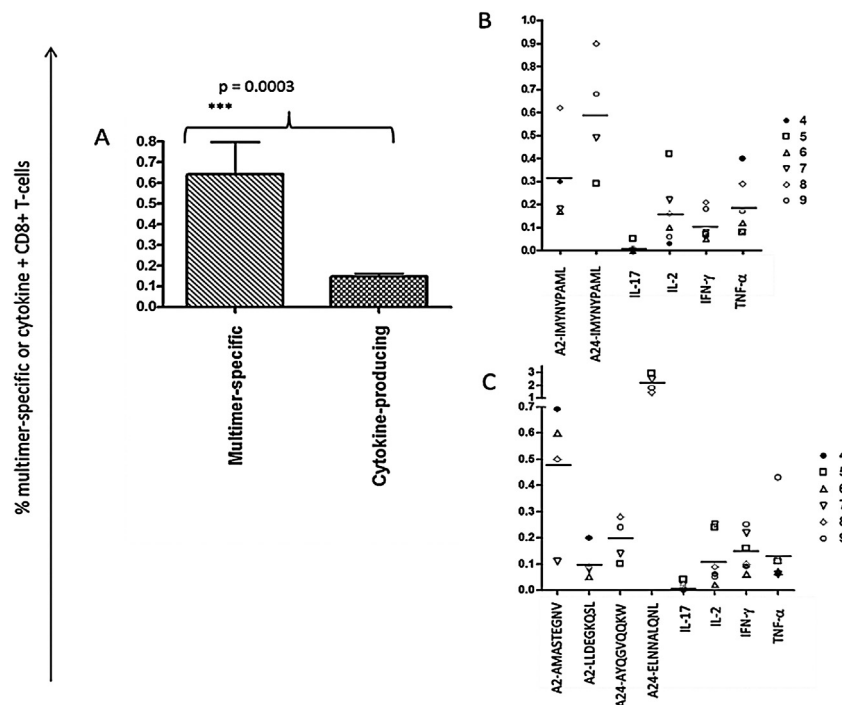 % multimer-specific or cytokine + CD8+ T-cells
A
p = 0.0003
***
0.8
0.7
0.6
0.5
0.4
0.3
0.2
0.1
0.0
Multimer-specific
Cytokine-producing
B
1.0
0.9
0.8
0.7
0.6
0.5
0.4
0.3
0.2
0.1
0.0
A2-IMYNYPAML
A24-IMYNYPAML
IL-17
IL-2
IFN-γ
TNF-α
4
5
6
7
8
9
C
3
2
1
0.7
0.6
0.5
0.4
0.3
0.2
0.1
0.0
A2-AMASTEGNV
A2-LLDEGKQSL
A24-AYQGVQQKW
A24-ELNNALQNL
IL-17
IL-2
IFN-γ
TNF-α